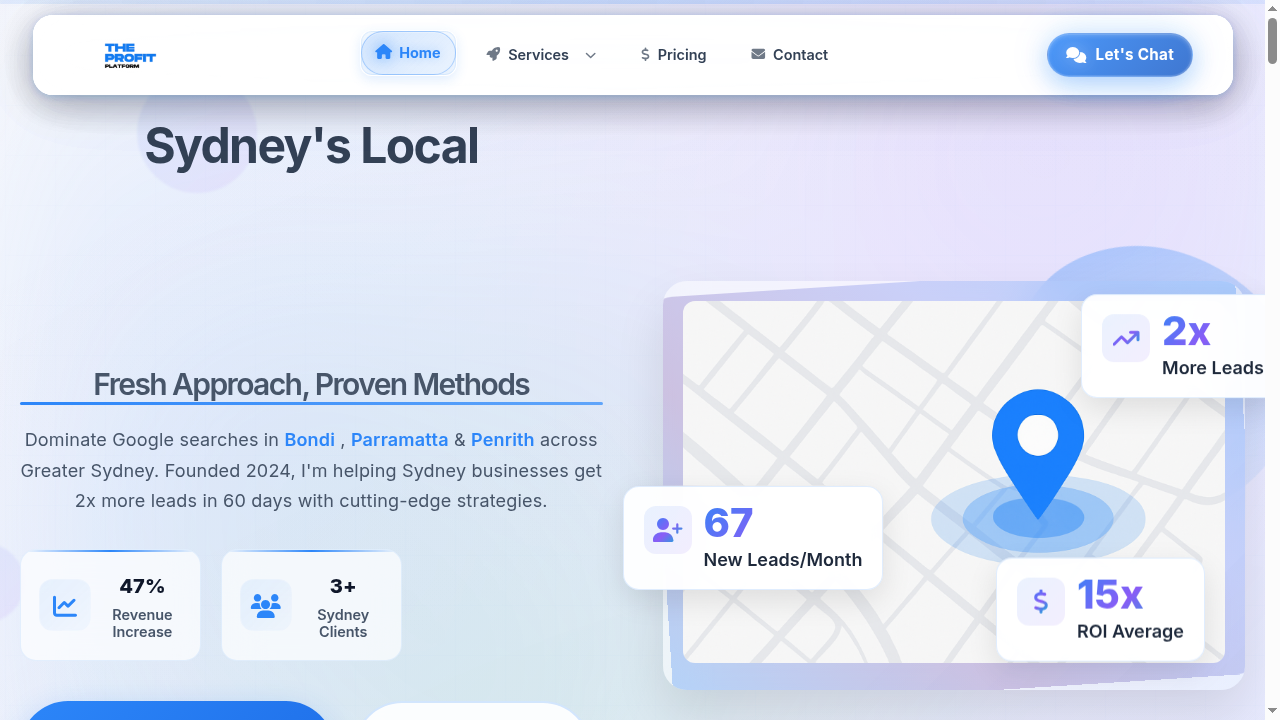 THE
PROFIT
PLATFORM
Home
Services
Pricing
Contact
Let's Chat
Sydney's Local
Fresh Approach, Proven Methods
Dominate Google searches in Bondi , Parramatta & Penrith across
Greater Sydney. Founded 2024, I'm helping Sydney businesses get
2x more leads in 60 days with cutting-edge strategies.
47%
Revenue
Increase
3+
Sydney
Clients
2x
More Leads
67
New Leads/Month
15x
ROI Average